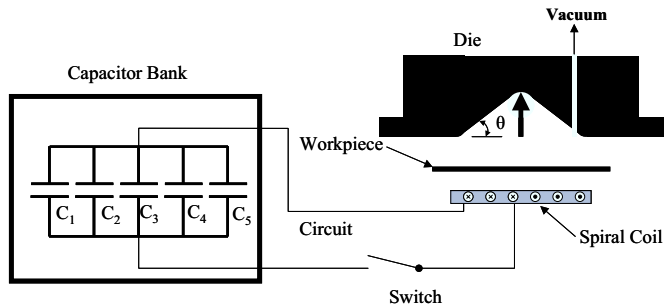 Vacuum
Die
Capacitor Bank
θ
Workpiece
C1 C2 C3 C4 C5
Circuit
Spiral Coil
Switch